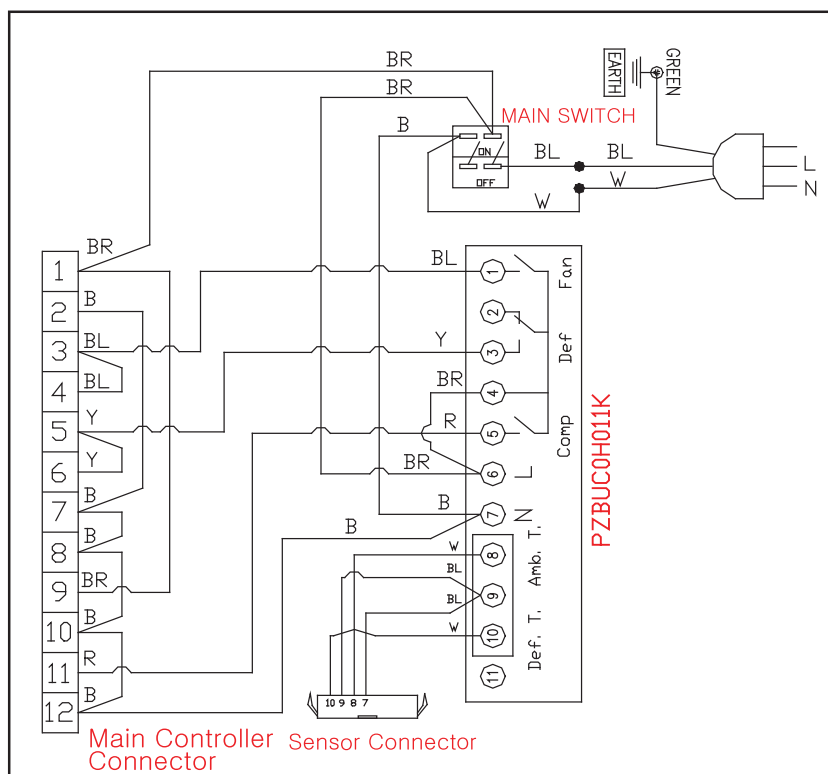 BR
BR
MAIN SWITCH
B
ON
OFF
BL
BL
W
W
EARTH
GREEN
L
N
BR
1
2
3
4
5
6
7
8
9
10
11
12
B
BL
BL
Y
Y
B
B
BR
B
R
B
Main Controller
Connector
BL
Y
BR
R
BR
B
B
W
BL
BL
W
1
2
3
4
5
6
7
8
9
10
11
Fan
Def
Comp
L
N
Amb. T.
Def. T.
PZBUC0H011K
10 9 8 7
Sensor Connector